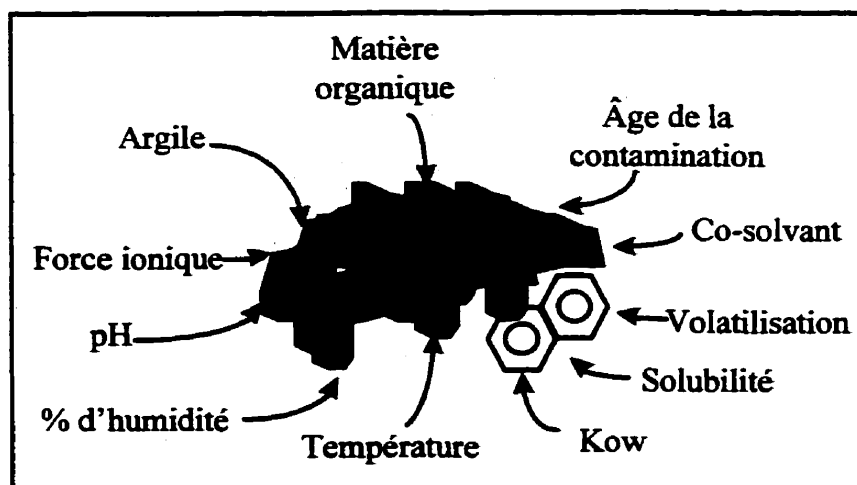 Matière
organique
Âge de la
contamination
Argile
Co-solvant
Force ionique
Volatilisation
pH
Solubilité
% d'humidité
Température
Kow